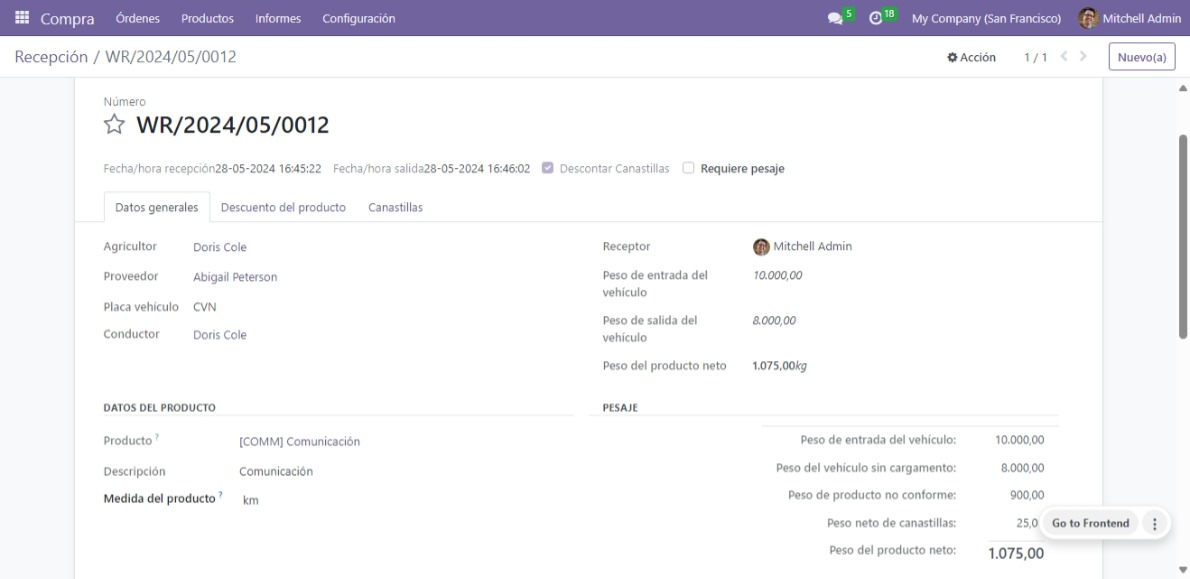 Compra Órdenes Productos Informes Configuración 5 18 My Company (San Francisco) Mitchell Admin
Recepción / WR/2024/05/0012 Acción 1 / 1 Nuevo(a)
Número
WR/2024/05/0012
Fecha/hora recepción28-05-2024 16:45:22 Fecha/hora salida28-05-2024 16:46:02 Descontar Canastillas Requiere pesaje
Datos generales Descuento del producto Canastillas
Agricultor Doris Cole Receptor Mitchell Admin
Proveedor Abigail Peterson Peso de entrada del vehículo 10.000,00
Placa vehículo CVN
Conductor Doris Cole Peso de salida del vehículo 8.000,00
Peso del producto neto 1.075,00kg
DATOS DEL PRODUCTO PESAJE
Producto ? [COMM] Comunicación Peso de entrada del vehículo: 10.000,00
Descripción Comunicación Peso del vehículo sin cargamento: 8.000,00
Medida del producto ? km Peso de producto no conforme: 900,00
Peso neto de canastillas: 25,0 Go to Frontend
Peso del producto neto: 1.075,00